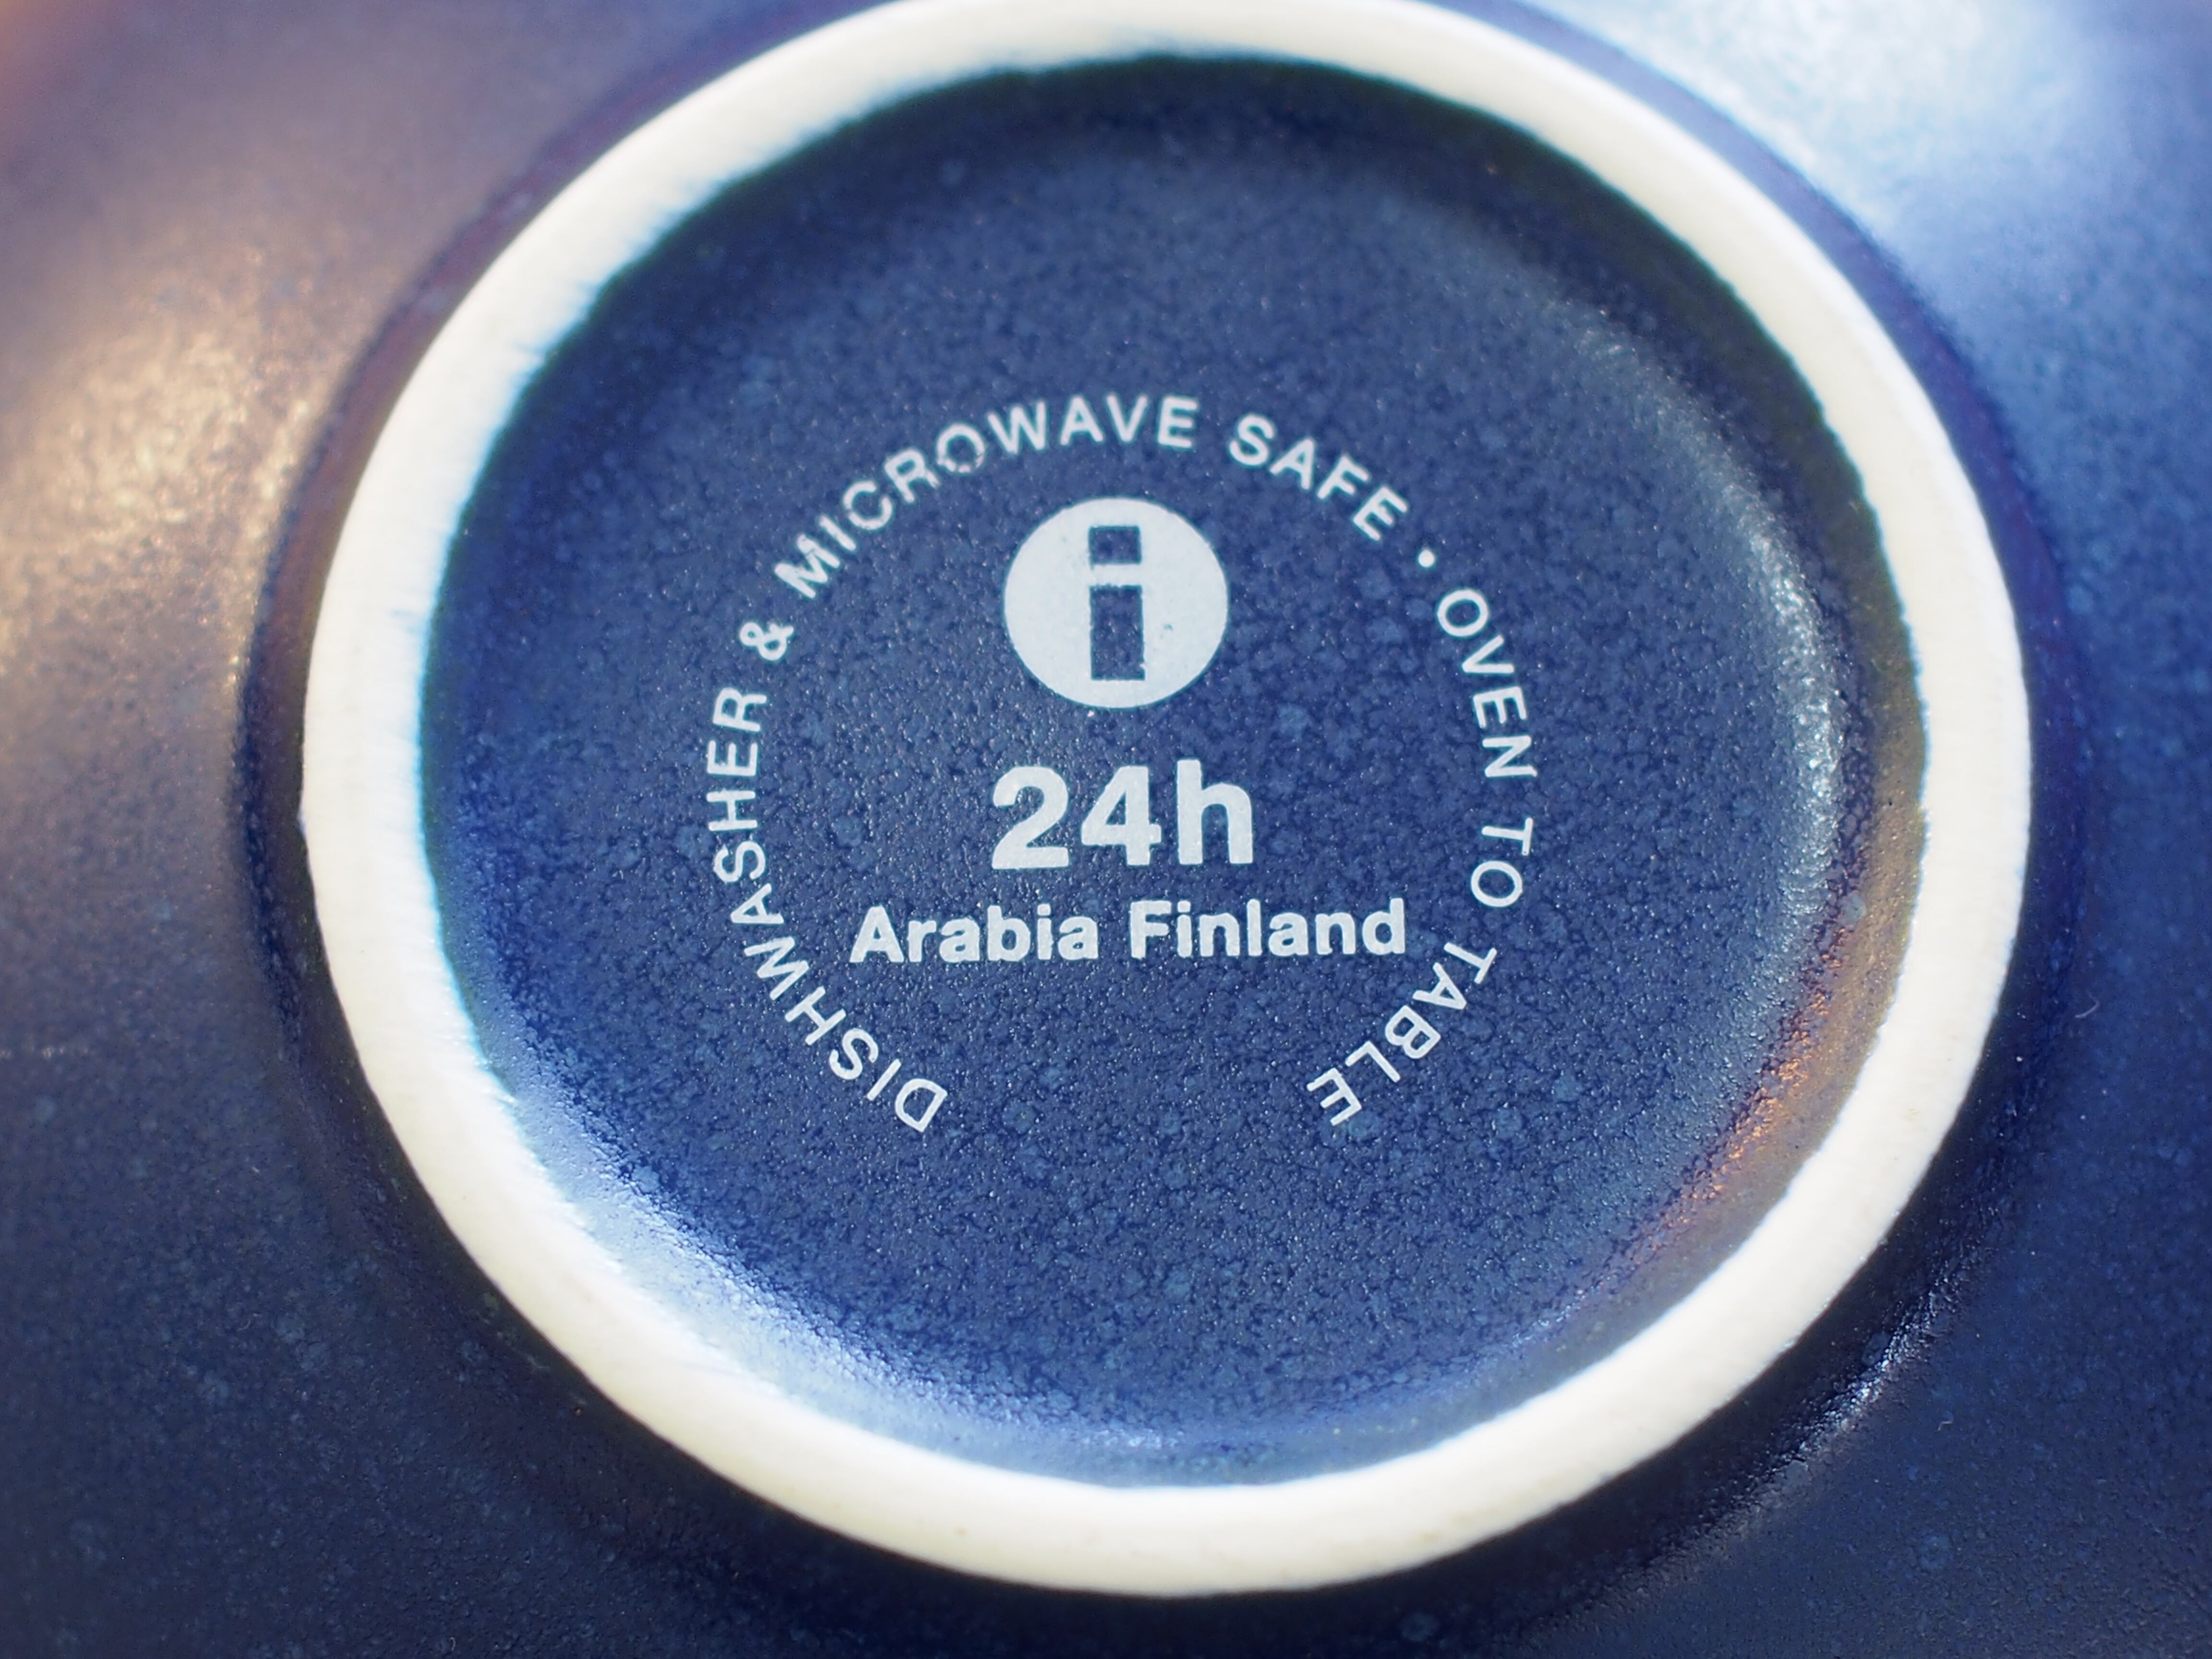 DISHWASHER & MICROWAVE SAFE • OVEN TO TABLE
i
24h
Arabia Finland